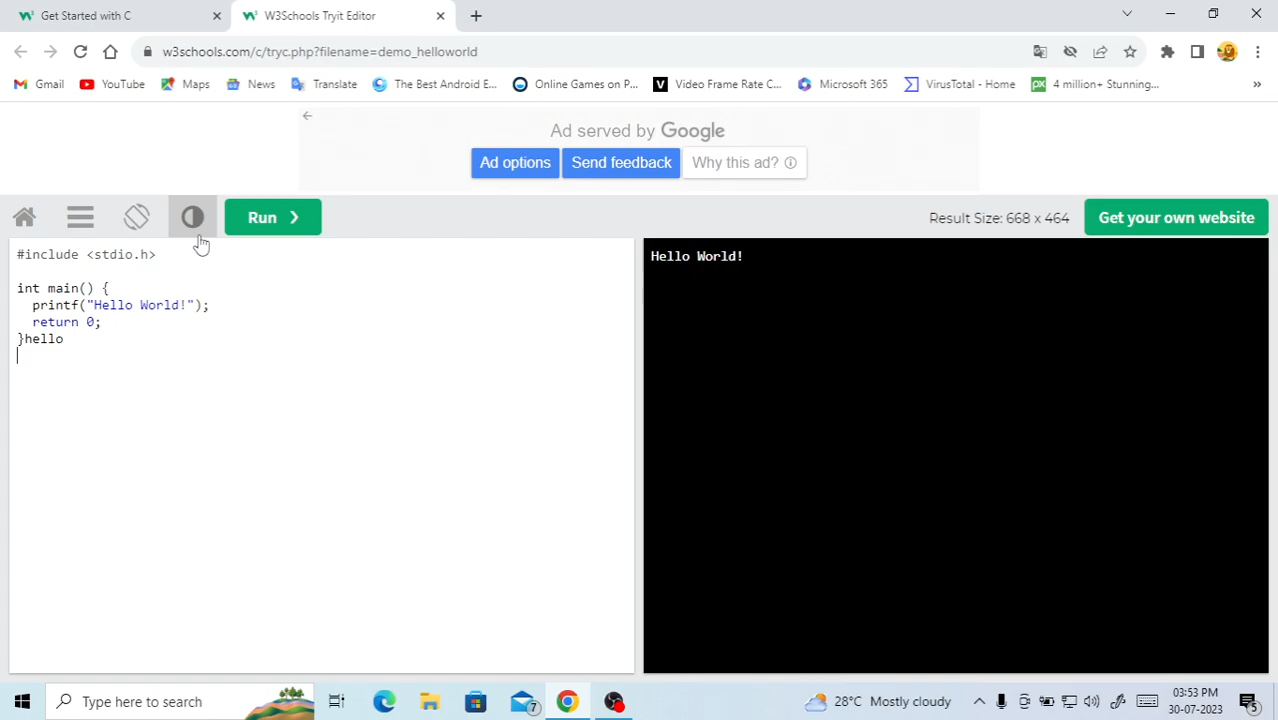 Get Started with C
W3Schools Tryit Editor
w3schools.com/c/tryc.php?filename=demo_helloworld
Gmail YouTube Maps News Translate The Best Android E... Online Games on P... Video Frame Rate C... Microsoft 365 VirusTotal - Home 4 million+ Stunning... »
Ad served by Google
Ad options Send feedback Why this ad?
Run ❯ Result Size: 668 x 464 Get your own website
#include <stdio.h>
int main() {
printf("Hello World!");
return 0;
}hello
Hello World!
Type here to search
7
28°C Mostly cloudy
03:53 PM
30-07-2023
5